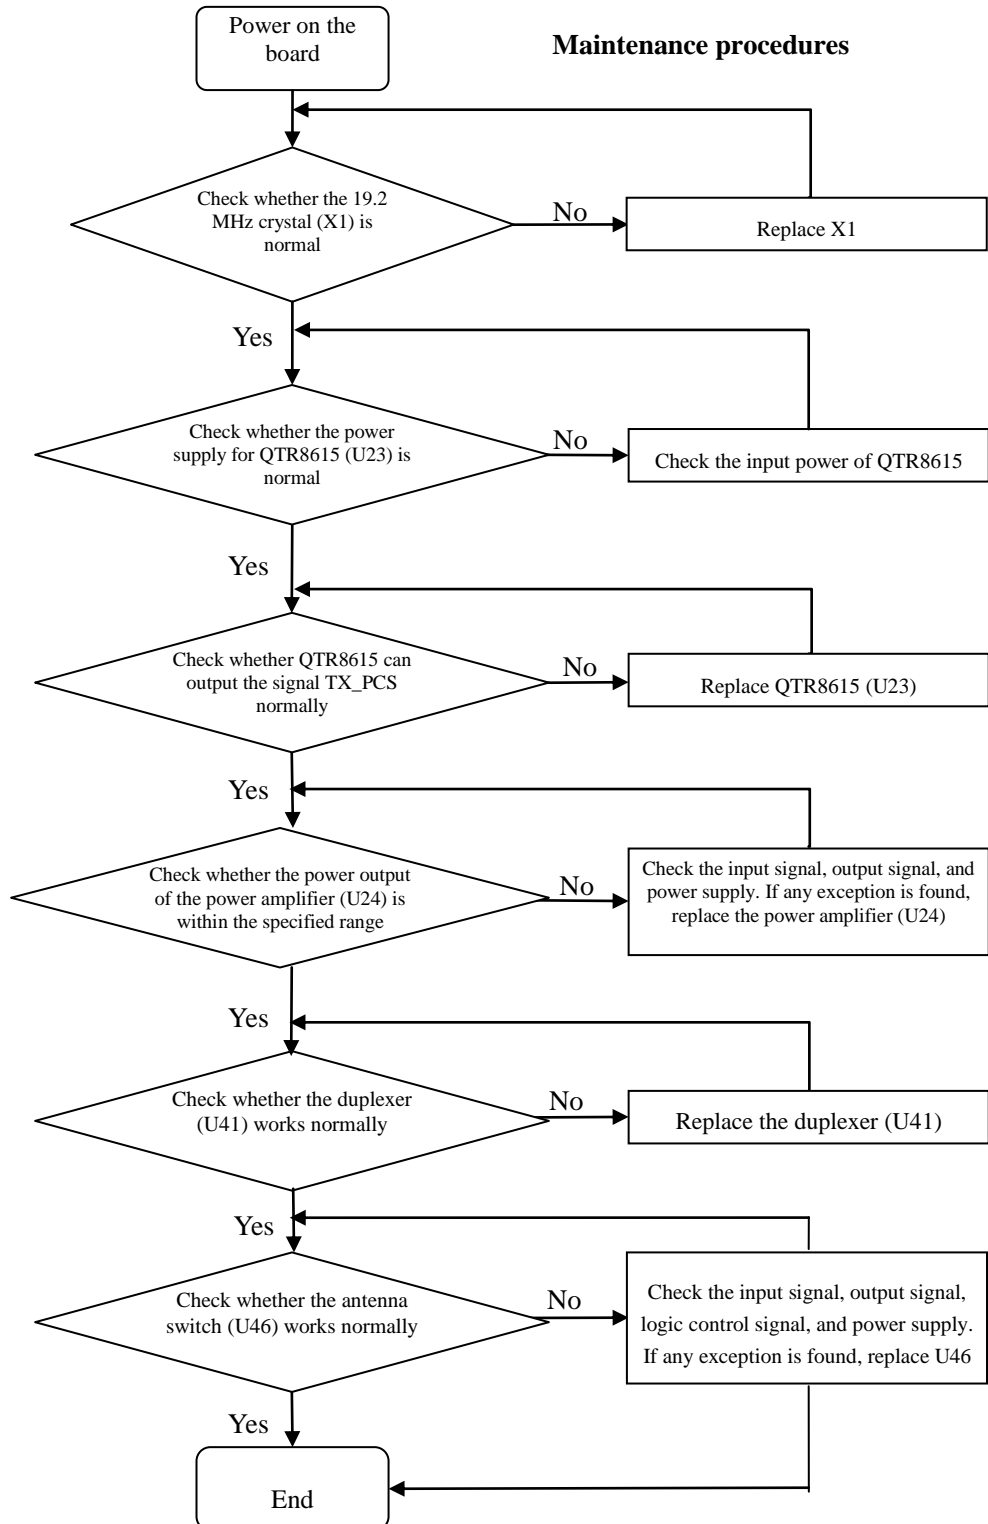 Power on the
board
Maintenance procedures
Check whether the 19.2
MHz crystal (X1) is
normal
No
Replace X1
Yes
Check whether the power
supply for QTR8615 (U23) is
normal
No
Check the input power of QTR8615
Yes
Check whether QTR8615 can
output the signal TX_PCS
normally
No
Replace QTR8615 (U23)
Yes
Check whether the power output
of the power amplifier (U24) is
within the specified range
No
Check the input signal, output signal, and
power supply. If any exception is found,
replace the power amplifier (U24)
Yes
Check whether the duplexer
(U41) works normally
No
Replace the duplexer (U41)
Yes
Check whether the antenna
switch (U46) works normally
No
Check the input signal, output signal,
logic control signal, and power supply.
If any exception is found, replace U46
Yes
End